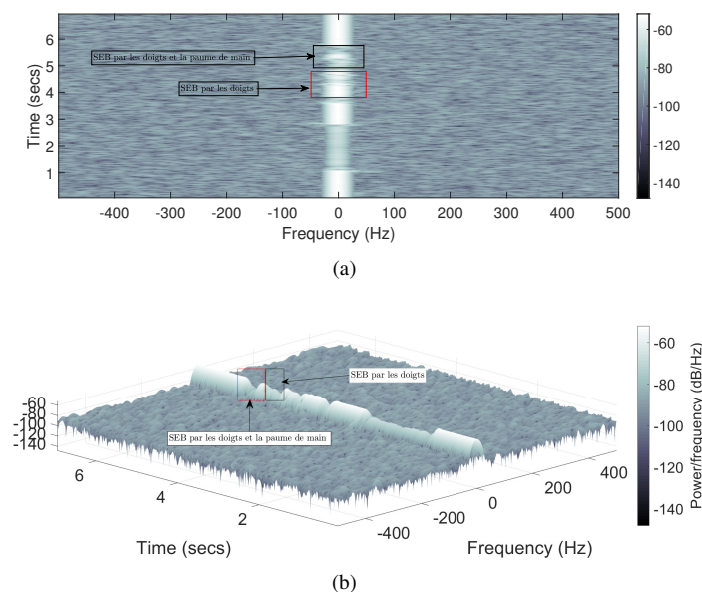 6
5
4
3
2
1
Time (secs)
SEB par les doigts et la paume de main
SEB par les doigts
-400 -300 -200 -100 0 100 200 300 400 500
Frequency (Hz)
-60
-80
-100
-120
-140
(a)
-60
-80
-100
-120
-140
6 4 2
Time (secs)
SEB par les doigts
SEB par les doigts et la paume de main
-400 -200 0 200 400
Frequency (Hz)
-60
-80
-100
-120
-140
Power/frequency (dB/Hz)
(b)